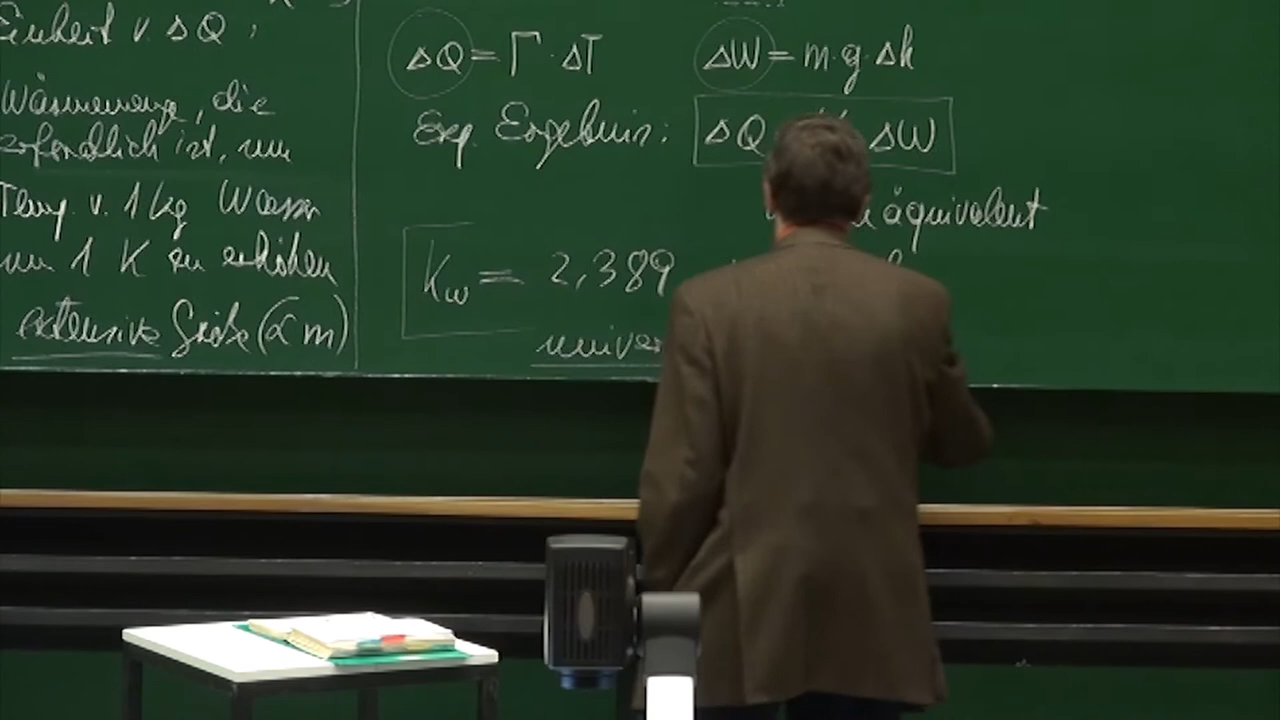 Einheit v. ΔQ:
Wärmemenge, die
erforderlich ist, um
Temp. v. 1 kg Wasser
um 1 K zu erhöhen
extensive Größe (∝ m)
ΔQ = Γ · ΔT
ΔW = m·g·Δh
Exp. Ergebnis: ΔQ ΔW
äquivalent
K_W = 2,389